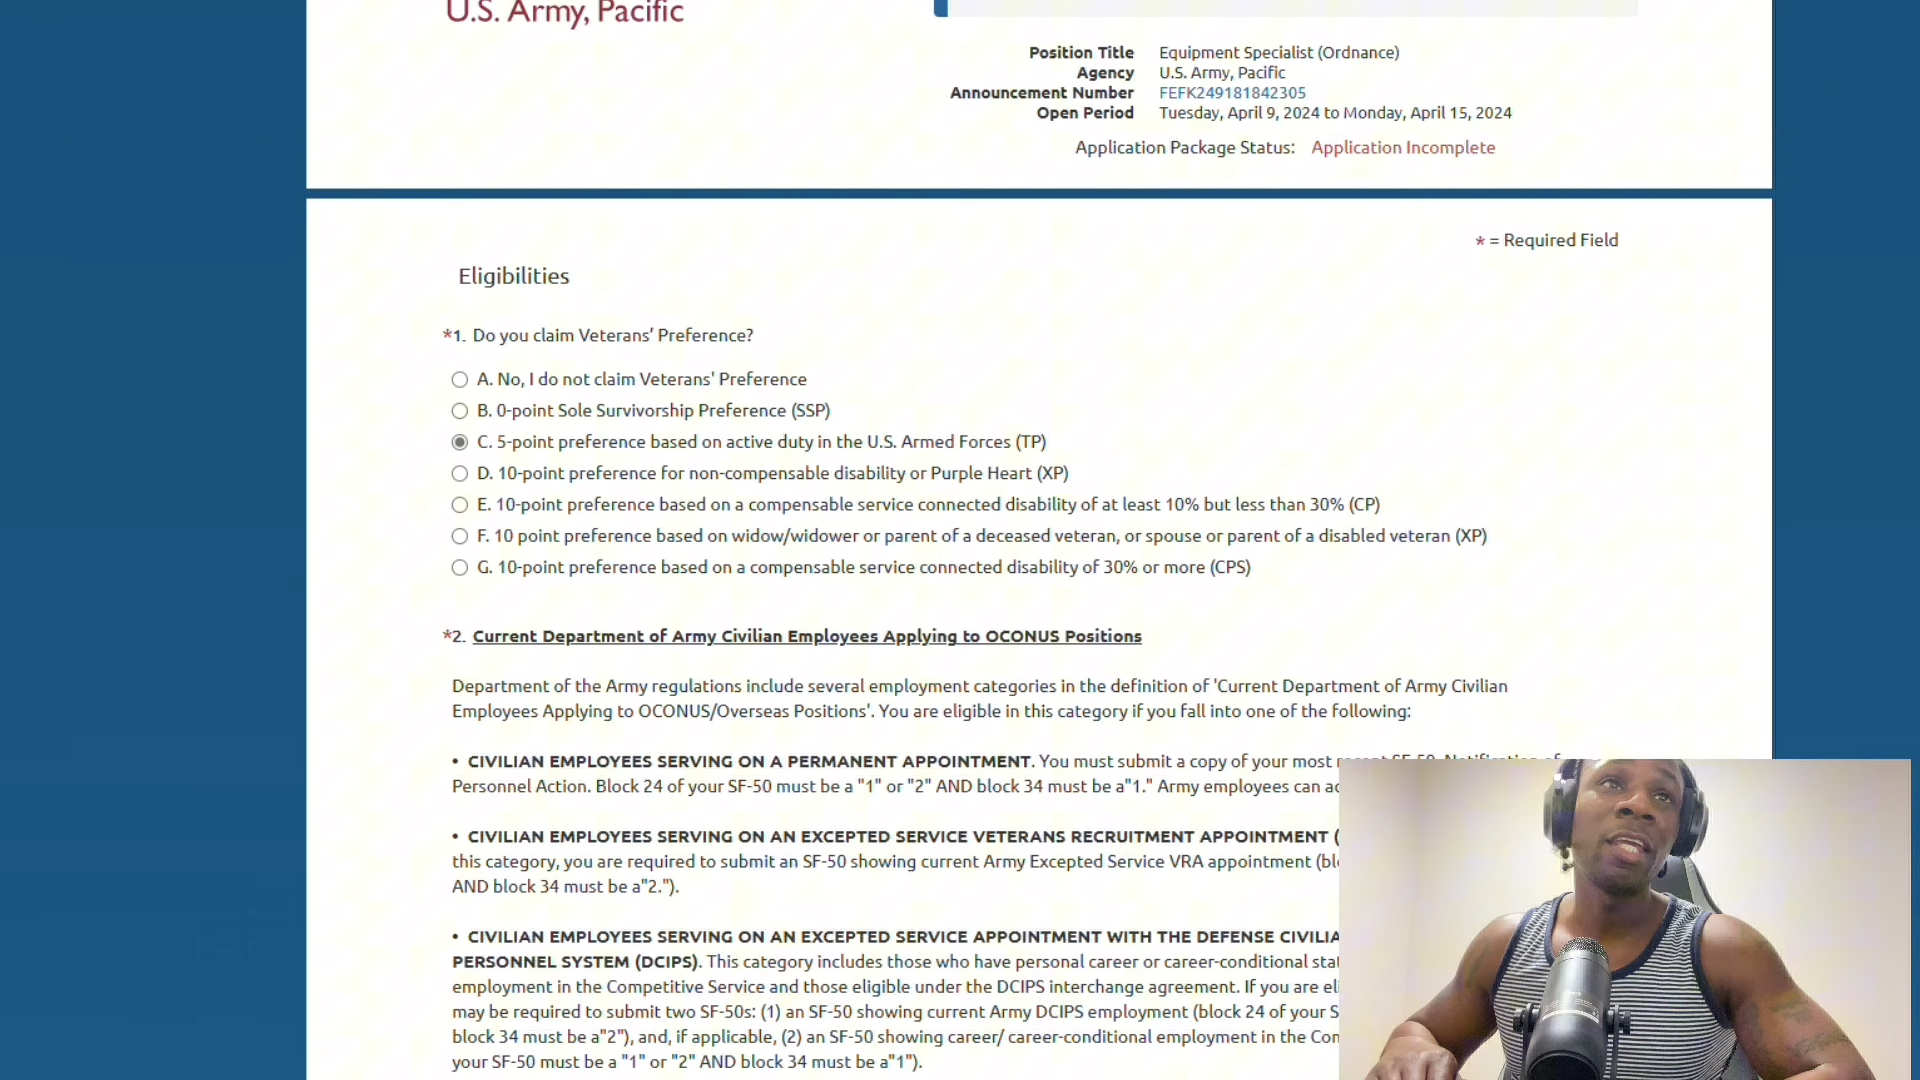 U.S. Army, Pacific
Position Title Equipment Specialist (Ordnance)
Agency U.S. Army, Pacific
Announcement Number FEFK249181842305
Open Period Tuesday, April 9, 2024 to Monday, April 15, 2024
Application Package Status: Application Incomplete
* = Required Field
Eligibilities
*1. Do you claim Veterans' Preference?
A. No, I do not claim Veterans' Preference
B. 0-point Sole Survivorship Preference (SSP)
C. 5-point preference based on active duty in the U.S. Armed Forces (TP)
D. 10-point preference for non-compensable disability or Purple Heart (XP)
E. 10-point preference based on a compensable service connected disability of at least 10% but less than 30% (CP)
F. 10 point preference based on widow/widower or parent of a deceased veteran, or spouse or parent of a disabled veteran (XP)
G. 10-point preference based on a compensable service connected disability of 30% or more (CPS)
*2. Current Department of Army Civilian Employees Applying to OCONUS Positions
Department of the Army regulations include several employment categories in the definition of 'Current Department of Army Civilian
Employees Applying to OCONUS/Overseas Positions'. You are eligible in this category if you fall into one of the following:
• CIVILIAN EMPLOYEES SERVING ON A PERMANENT APPOINTMENT. You must submit a copy of your most recent SF-50, Notification of
Personnel Action. Block 24 of your SF-50 must be a "1" or "2" AND block 34 must be a"1." Army employees can
• CIVILIAN EMPLOYEES SERVING ON AN EXCEPTED SERVICE VETERANS RECRUITMENT APPOINTMENT (
this category, you are required to submit an SF-50 showing current Army Excepted Service VRA appointment
AND block 34 must be a"2.").
• CIVILIAN EMPLOYEES SERVING ON AN EXCEPTED SERVICE APPOINTMENT WITH THE DEFENSE
PERSONNEL SYSTEM (DCIPS). This category includes those who have personal career or career-conditional
employment in the Competitive Service and those eligible under the DCIPS interchange agreement. If you are
may be required to submit two SF-50s: (1) an SF-50 showing current Army DCIPS employment (block 24 of your
block 34 must be a"2"), and, if applicable, (2) an SF-50 showing career/ career-conditional employment in the
your SF-50 must be a "1" or "2" AND block 34 must be a"1").